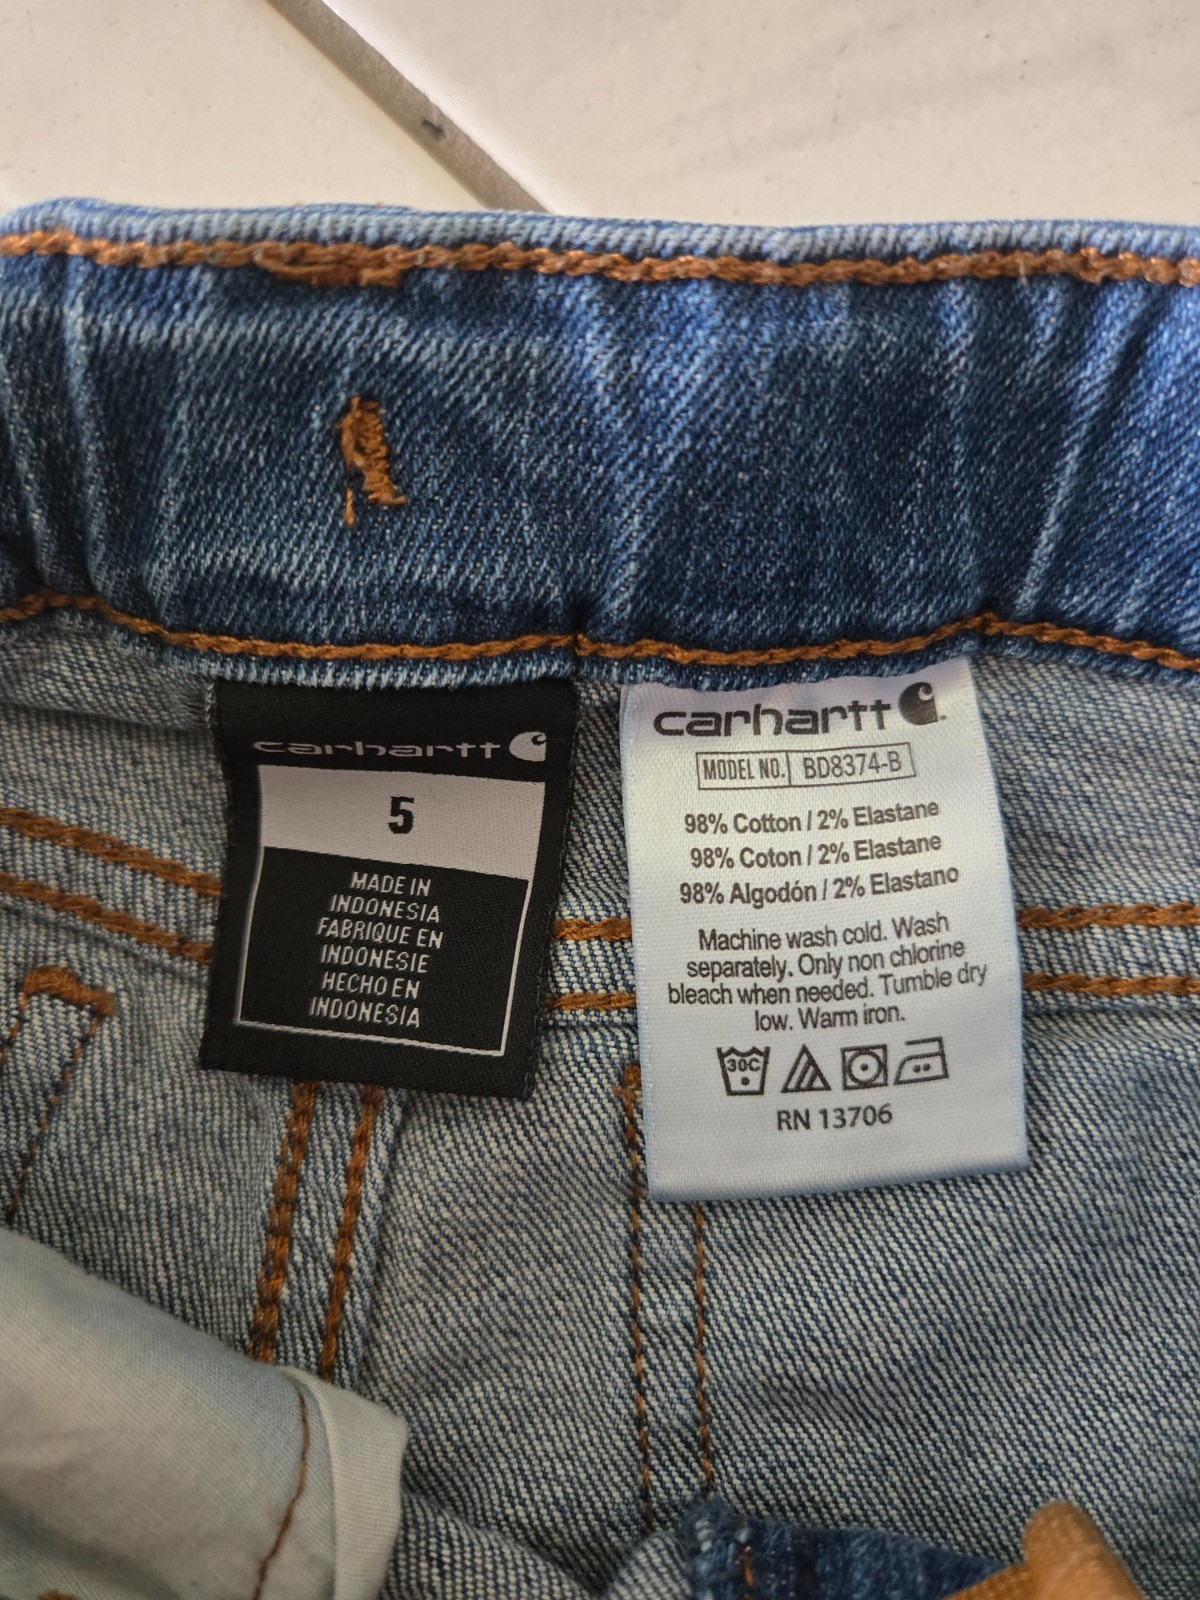 carhartt
5
MADE IN
INDONESIA
FABRIQUE EN
INDONESIE
HECHO EN
INDONESIA
carhartt
MODEL NO. BD8374-B
98% Cotton / 2% Elastane
98% Coton / 2% Elastane
98% Algodón / 2% Elastano
Machine wash cold. Wash
separately. Only non chlorine
bleach when needed. Tumble dry
low. Warm iron.
30C
RN 13706